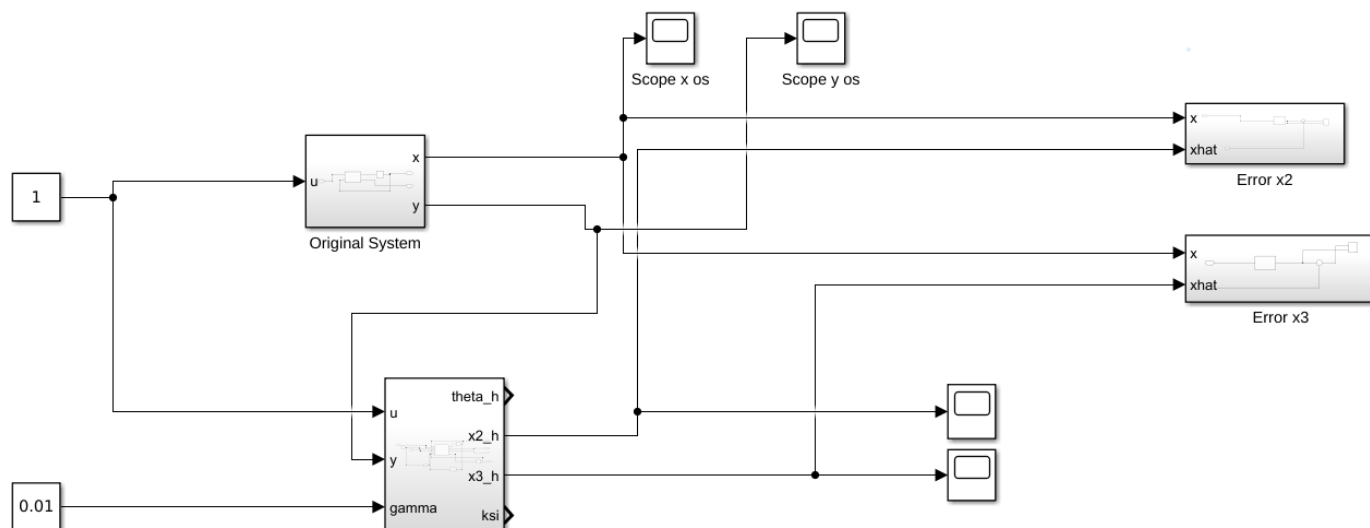 Scope x os
Scope y os
x
xhat
Error x2
1
u
x
y
Original System
x
xhat
Error x3
u
y
gamma
theta_h
x2_h
x3_h
ksi
0.01